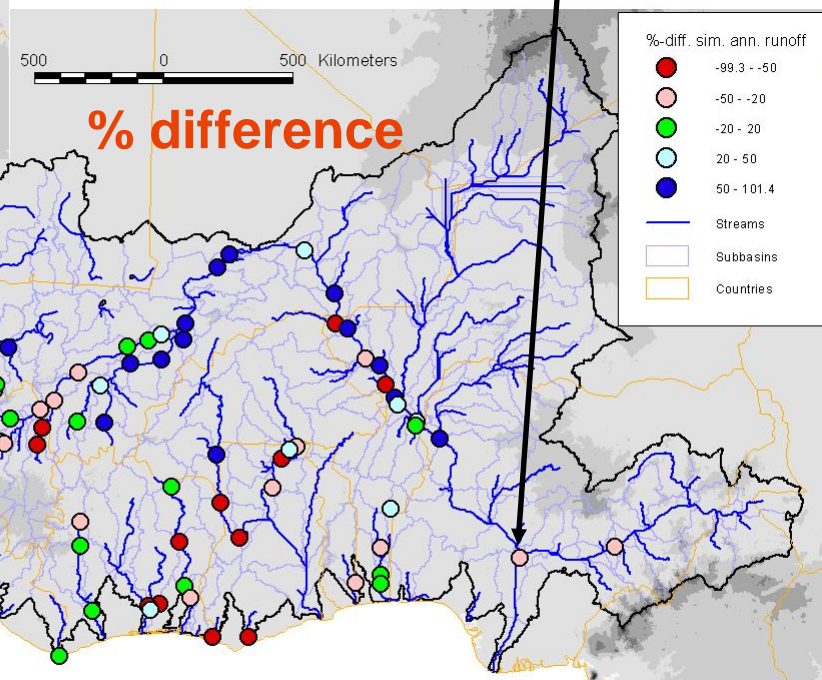 500 0 500 Kilometers
% difference
%-diff. sim. ann. runoff
-99.3 - -50
-50 - -20
-20 - 20
20 - 50
50 - 101.4
Streams
Subbasins
Countries